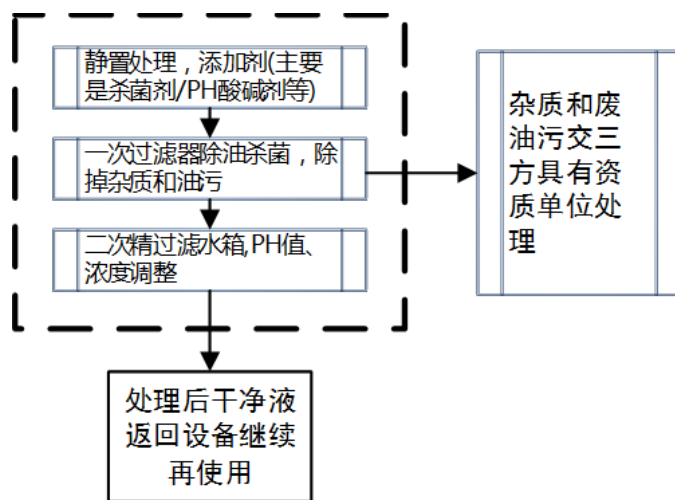 静置处理，添加剂(主要
是杀菌剂/PH酸碱剂等)
一次过滤器除油杀菌，除
掉杂质和油污
二次精过滤水箱,PH值、
浓度调整
处理后干净液
返回设备继续
再使用
杂质和废
油污交三
方具有资
质单位处
理